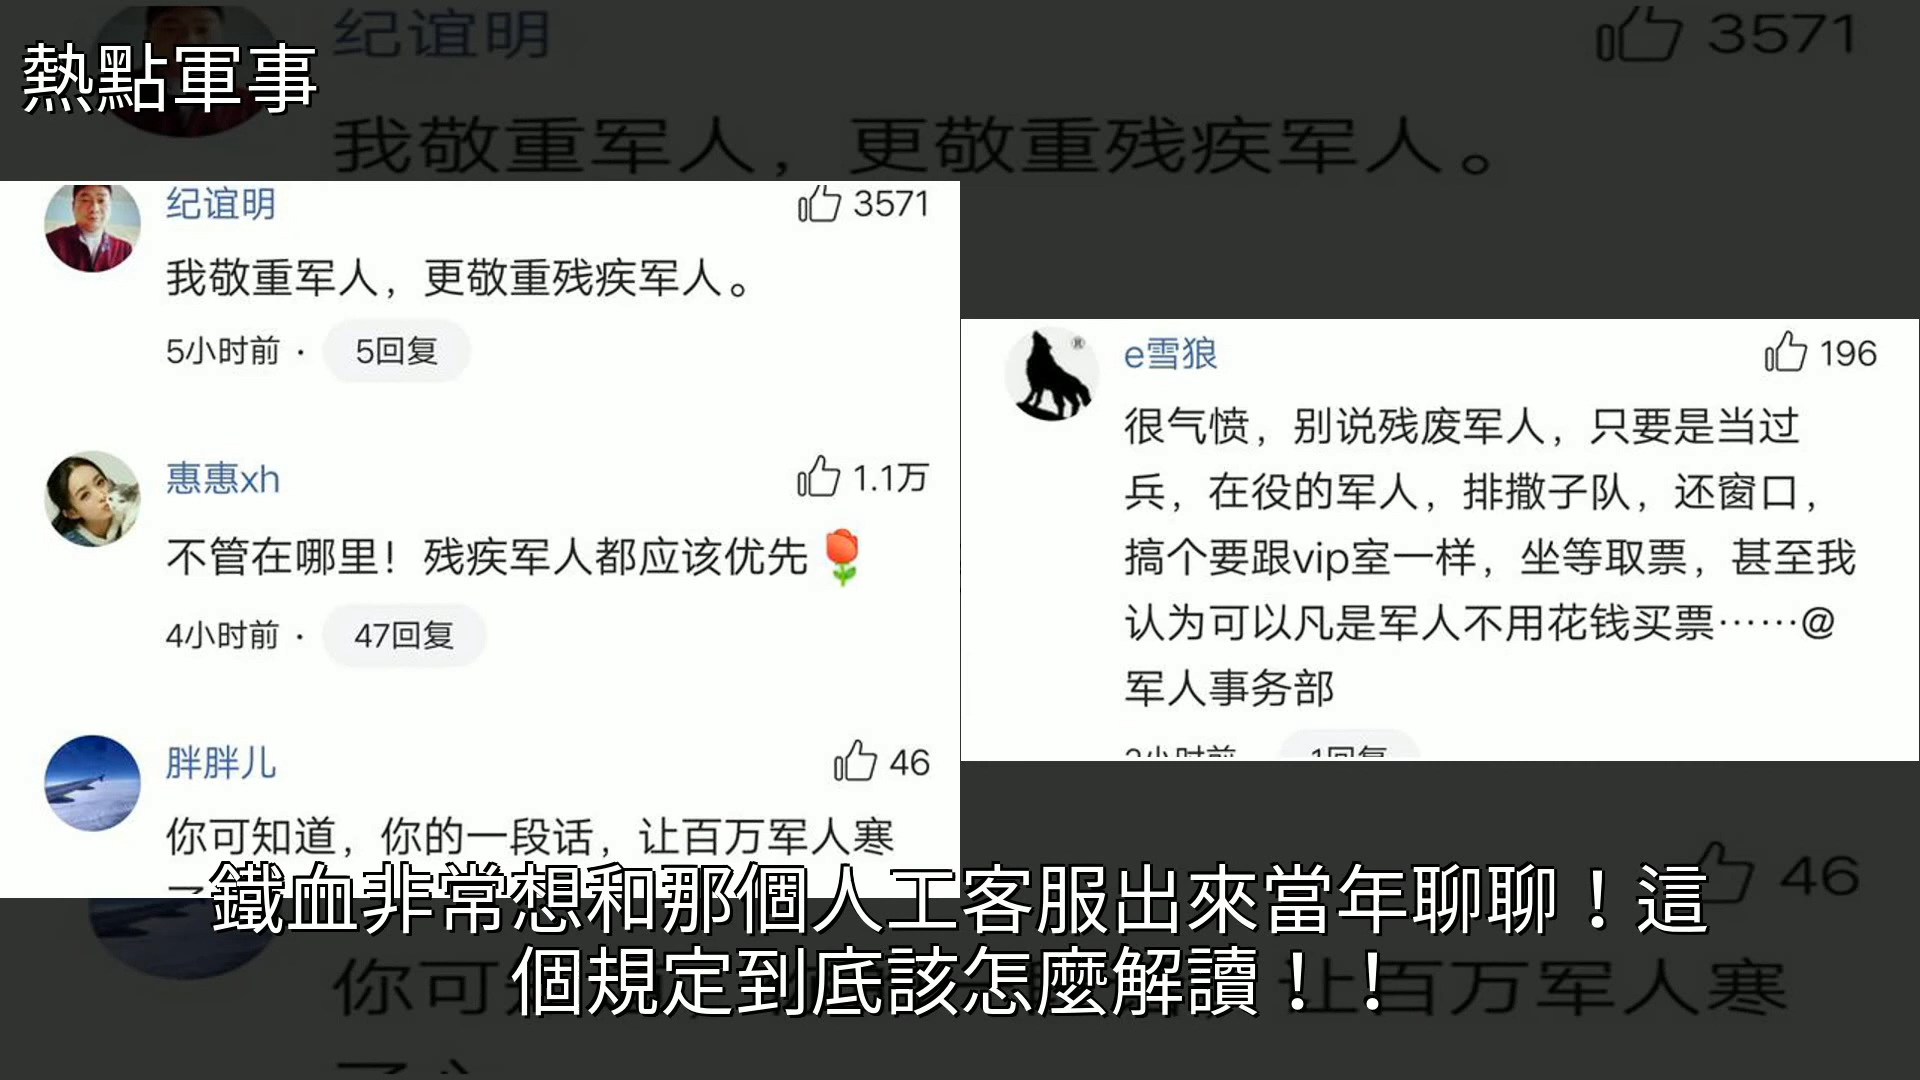 熱點軍事
纪谊明
3571
我敬重军人，更敬重残疾军人。
纪谊明
3571
我敬重军人，更敬重残疾军人。
5小时前 · 5回复
惠惠xh
1.1万
不管在哪里！残疾军人都应该优先🌹
4小时前 · 47回复
胖胖儿
46
你可知道，你的一段话，让百万军人寒
e雪狼
196
很气愤，别说残废军人，只要是当过
兵，在役的军人，排撒子队，还窗口，
搞个要跟vip室一样，坐等取票，甚至我
认为可以凡是军人不用花钱买票……@
军人事务部
2小时前 1回复
46
鐵血非常想和那個人工客服出來當年聊聊！這
個規定到底該怎麼解讀！！
你可
让百万军人寒